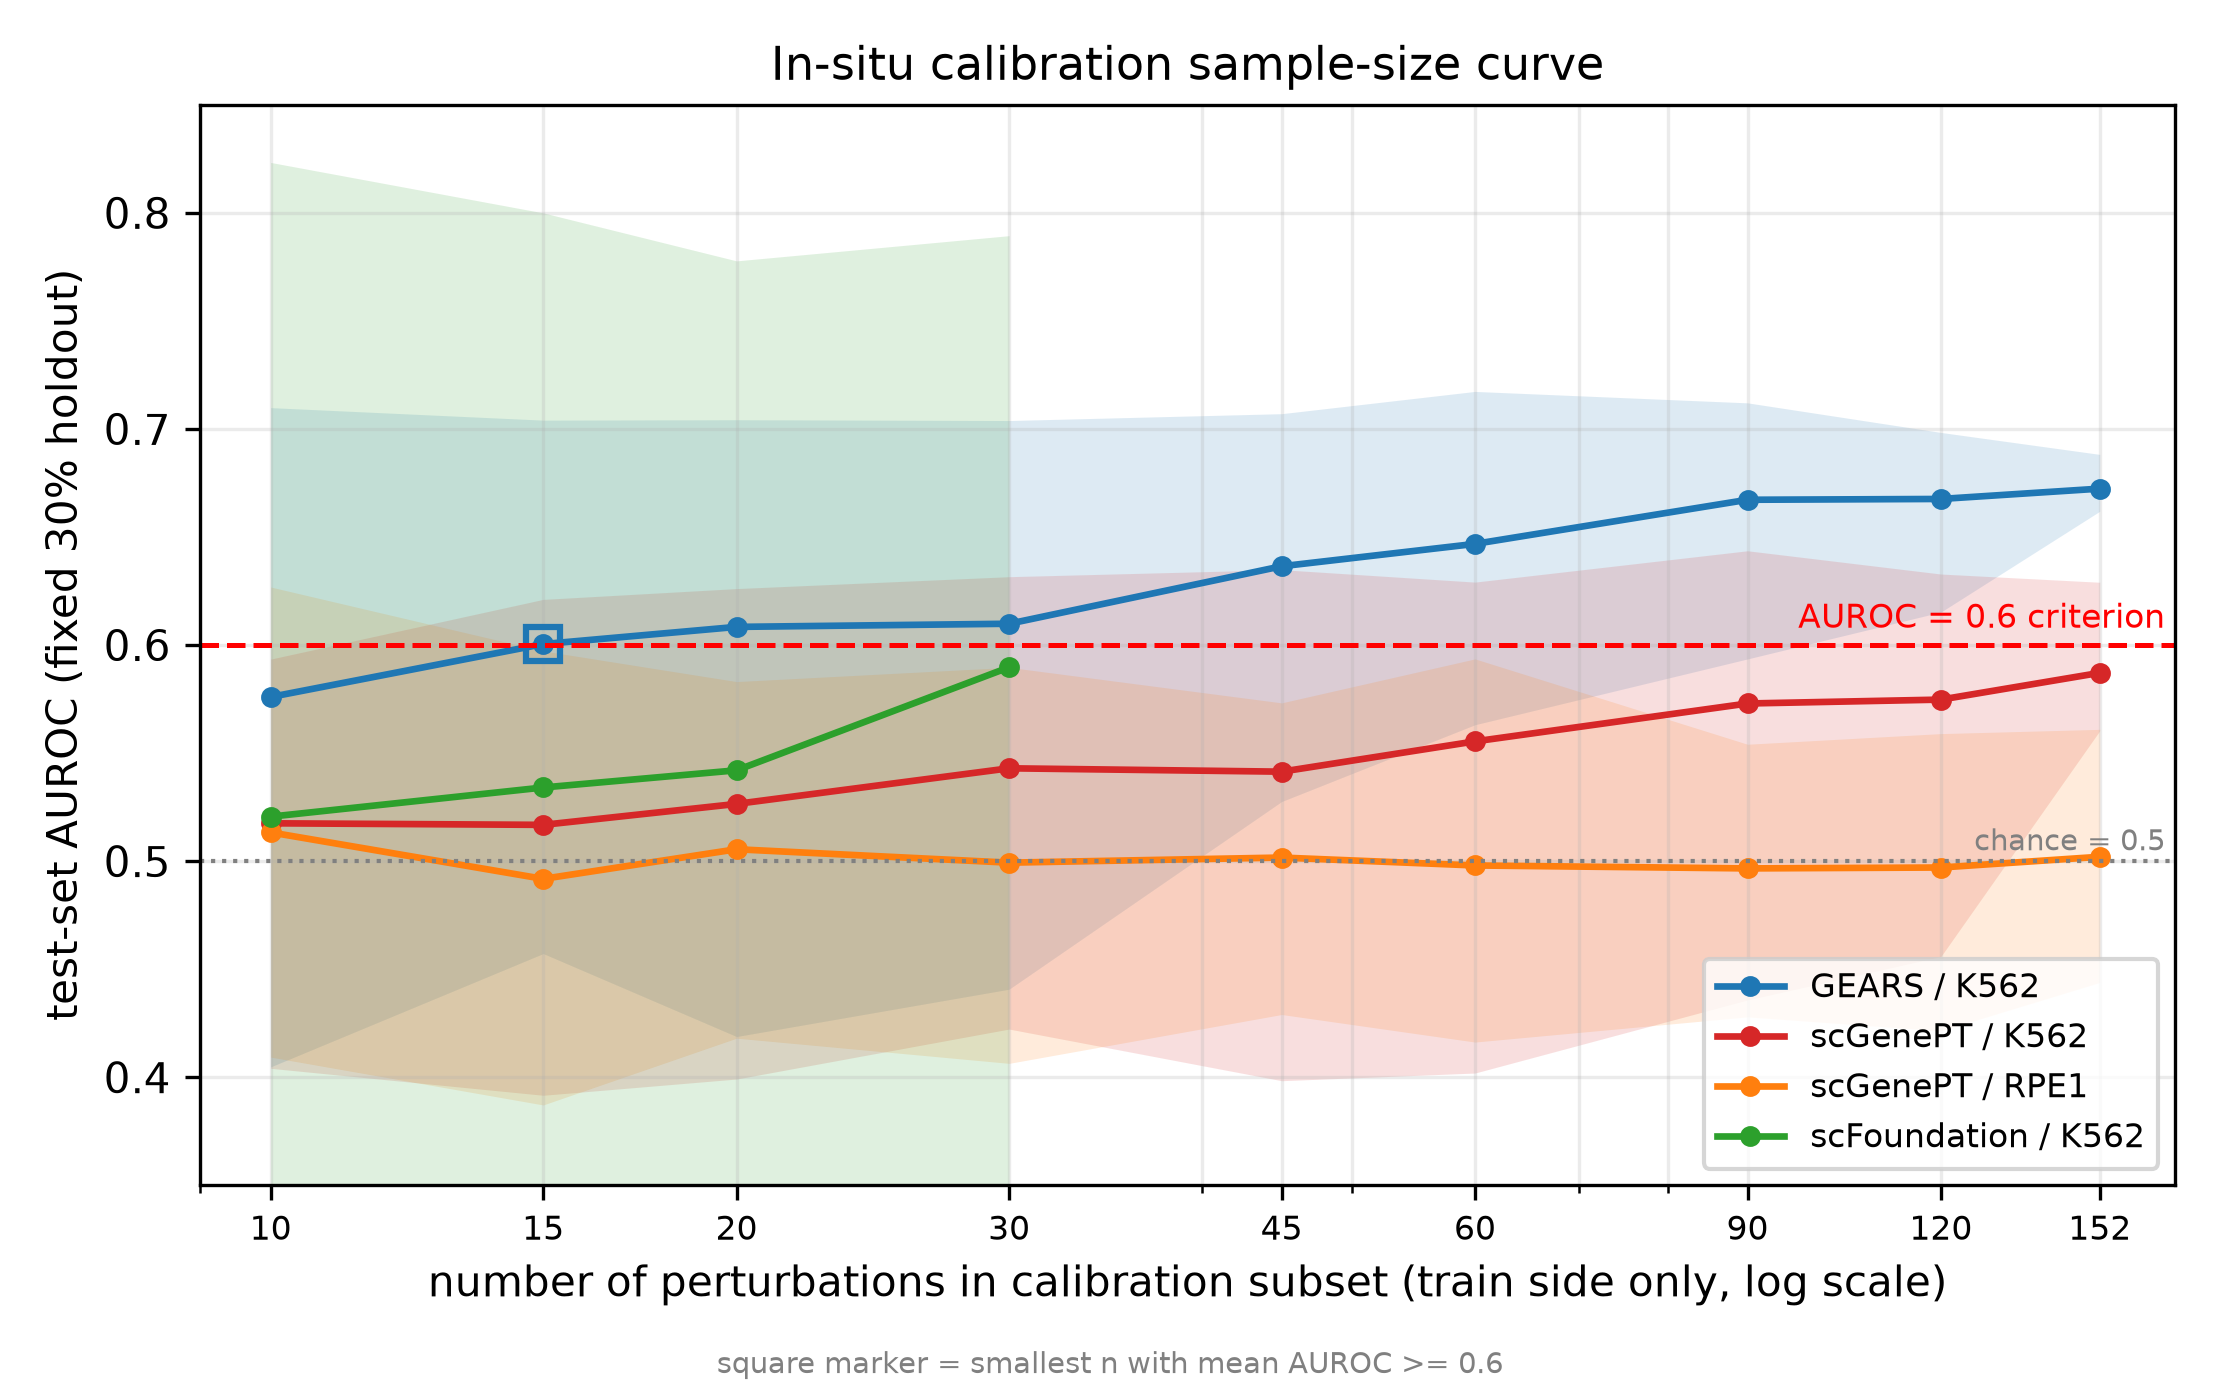 In-situ calibration sample-size curve
test-set AUROC (fixed 30% holdout)
0.8
0.7
0.6
0.5
0.4
AUROC = 0.6 criterion
chance = 0.5
GEARS / K562
scGenePT / K562
scGenePT / RPE1
scFoundation / K562
10 15 20 30 45 60 90 120 152
number of perturbations in calibration subset (train side only, log scale)
square marker = smallest n with mean AUROC >= 0.6